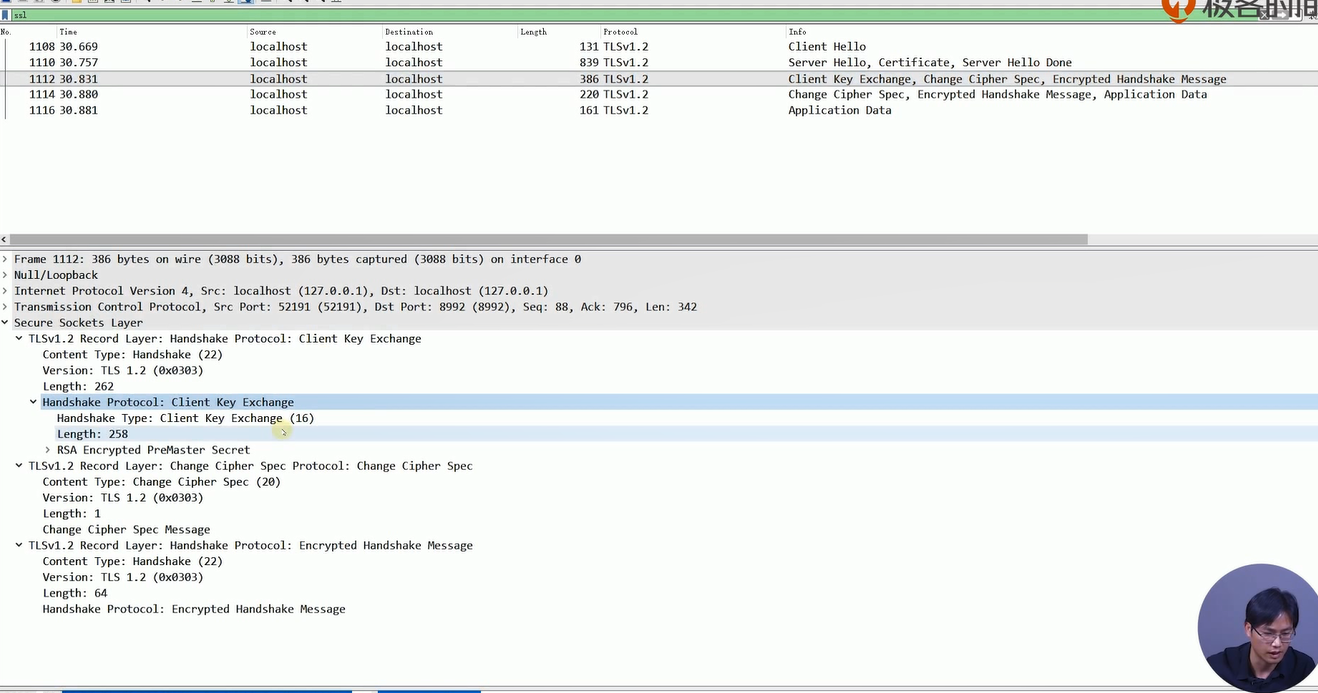 ssl
极客时间
No. Time Source Destination Length Protocol Info
1108 30.669 localhost localhost 131 TLSv1.2 Client Hello
1110 30.757 localhost localhost 839 TLSv1.2 Server Hello, Certificate, Server Hello Done
1112 30.831 localhost localhost 386 TLSv1.2 Client Key Exchange, Change Cipher Spec, Encrypted Handshake Message
1114 30.880 localhost localhost 220 TLSv1.2 Change Cipher Spec, Encrypted Handshake Message, Application Data
1116 30.881 localhost localhost 161 TLSv1.2 Application Data
Frame 1112: 386 bytes on wire (3088 bits), 386 bytes captured (3088 bits) on interface 0
Null/Loopback
Internet Protocol Version 4, Src: localhost (127.0.0.1), Dst: localhost (127.0.0.1)
Transmission Control Protocol, Src Port: 52191 (52191), Dst Port: 8992 (8992), Seq: 88, Ack: 796, Len: 342
Secure Sockets Layer
TLSv1.2 Record Layer: Handshake Protocol: Client Key Exchange
Content Type: Handshake (22)
Version: TLS 1.2 (0x0303)
Length: 262
Handshake Protocol: Client Key Exchange
Handshake Type: Client Key Exchange (16)
Length: 258
RSA Encrypted PreMaster Secret
TLSv1.2 Record Layer: Change Cipher Spec Protocol: Change Cipher Spec
Content Type: Change Cipher Spec (20)
Version: TLS 1.2 (0x0303)
Length: 1
Change Cipher Spec Message
TLSv1.2 Record Layer: Handshake Protocol: Encrypted Handshake Message
Content Type: Handshake (22)
Version: TLS 1.2 (0x0303)
Length: 64
Handshake Protocol: Encrypted Handshake Message